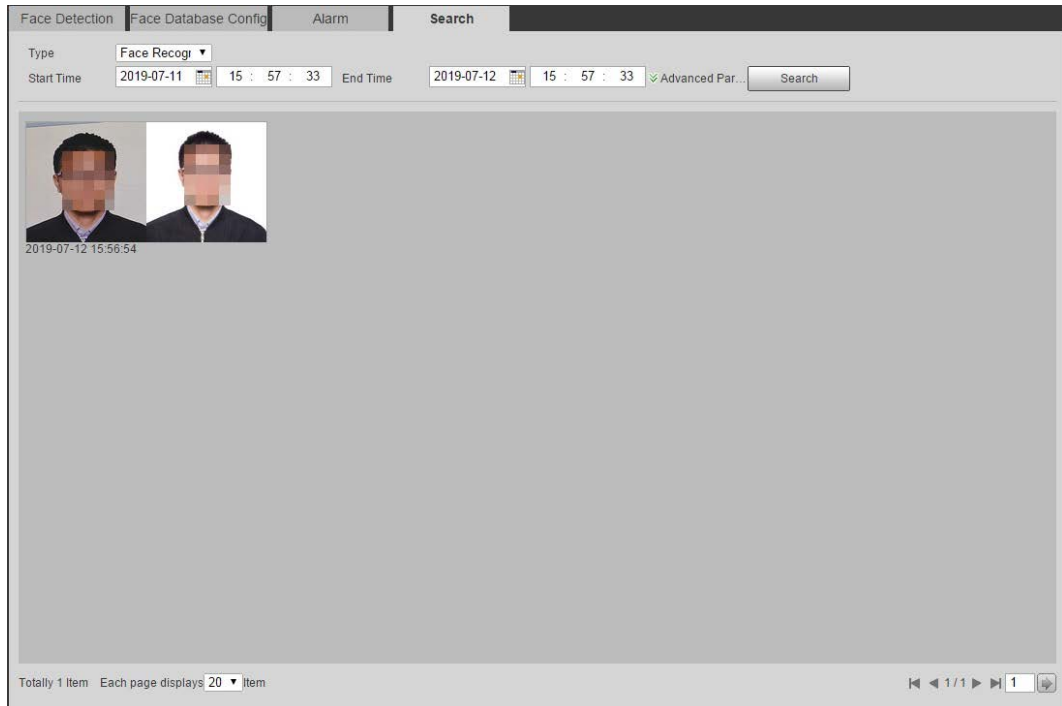 Face Detection Face Database Config Alarm Search
Type Face Recogr
Start Time 2019-07-11 15 : 57 : 33 End Time 2019-07-12 15 : 57 : 33 Advanced Par... Search
2019-07-12 15:56:54
Totally 1 Item Each page displays 20 Item 1 / 1 1